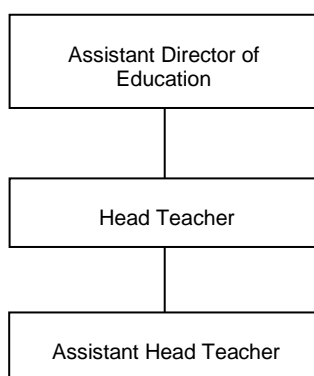 Assistant Director of
Education
Head Teacher
Assistant Head Teacher